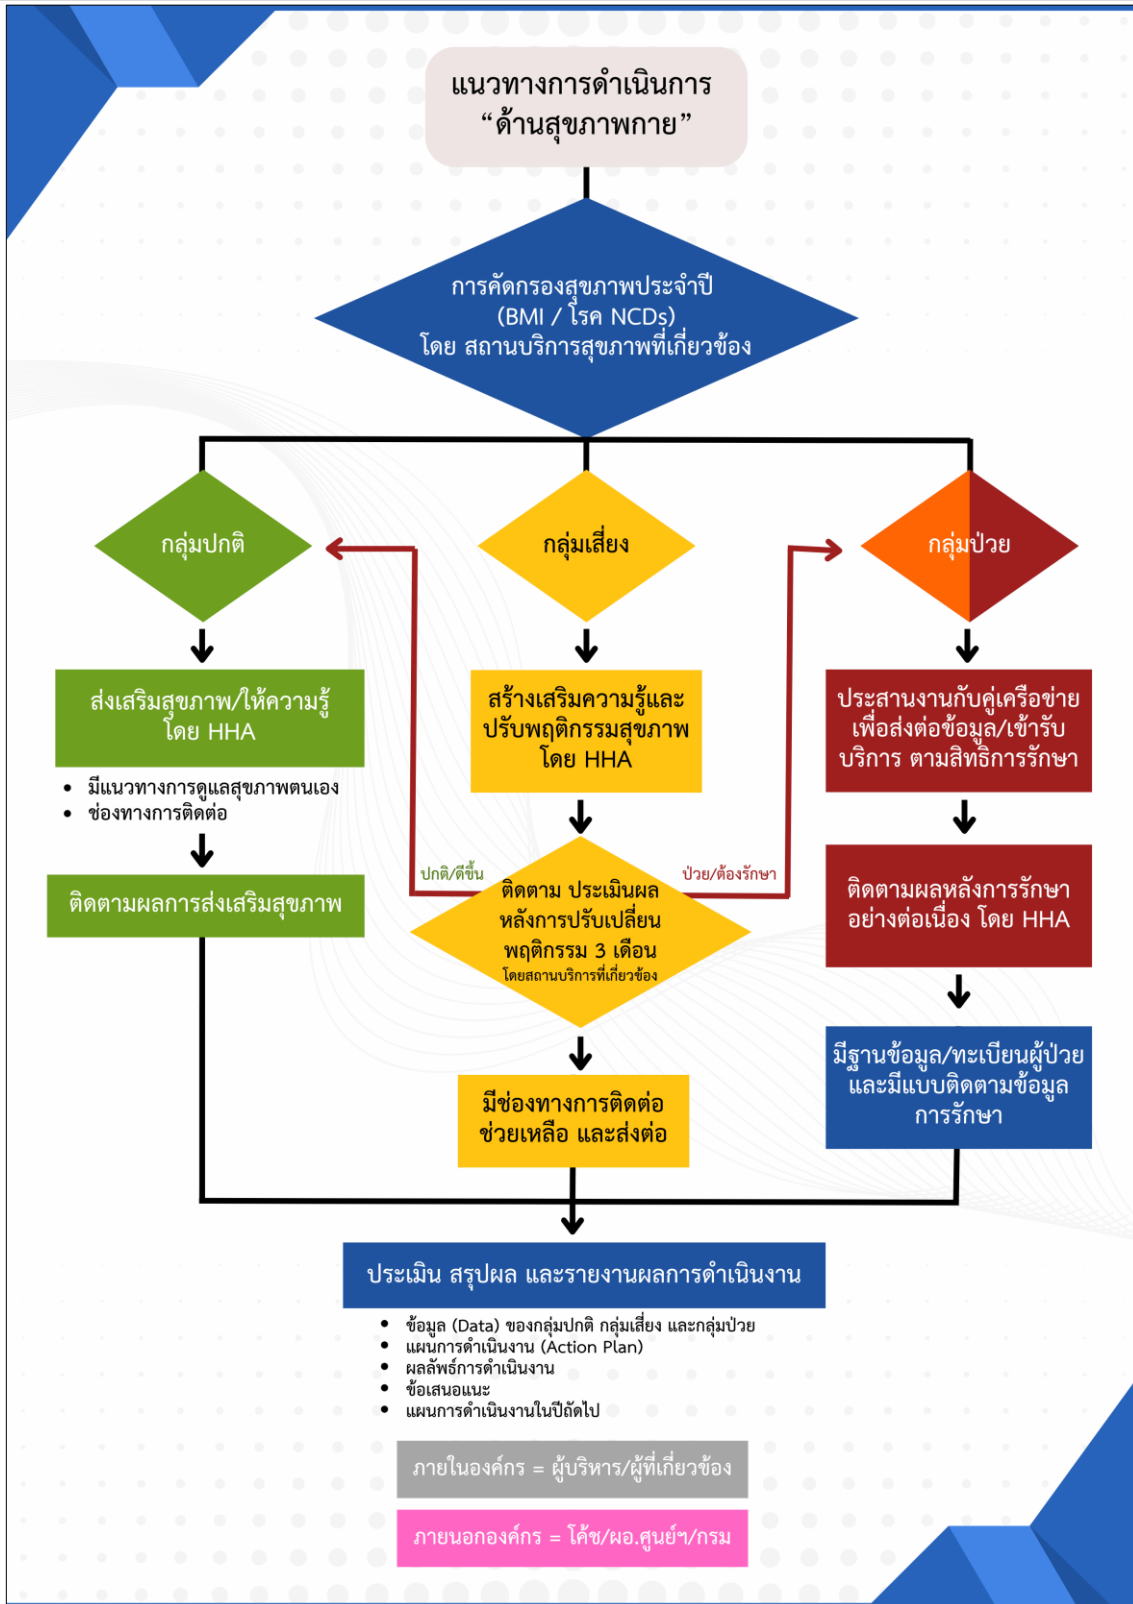 แนวทางการดำเนินการ
“ด้านสุขภาพกาย”
การคัดกรองสุขภาพประจำปี
(BMI / โรค NCDs)
โดย สถานบริการสุขภาพที่เกี่ยวข้อง
กลุ่มปกติ
กลุ่มเสี่ยง
กลุ่มป่วย
ส่งเสริมสุขภาพ/ให้ความรู้
โดย HHA
• มีแนวทางการดูแลสุขภาพตนเอง
• ช่องทางการติดต่อ
ติดตามผลการส่งเสริมสุขภาพ
สร้างเสริมความรู้และ
ปรับพฤติกรรมสุขภาพ
โดย HHA
ปกติ/ดีขึ้น
ป่วย/ต้องรักษา
ติดตาม ประเมินผล
หลังการปรับเปลี่ยน
พฤติกรรม 3 เดือน
โดยสถานบริการที่เกี่ยวข้อง
มีช่องทางการติดต่อ
ช่วยเหลือ และส่งต่อ
ประสานงานกับคู่เครือข่าย
เพื่อส่งต่อข้อมูล/เข้ารับ
บริการ ตามสิทธิการรักษา
ติดตามผลหลังการรักษา
อย่างต่อเนื่อง โดย HHA
มีฐานข้อมูล/ทะเบียนผู้ป่วย
และมีแบบติดตามข้อมูล
การรักษา
ประเมิน สรุปผล และรายงานผลการดำเนินงาน
• ข้อมูล (Data) ของกลุ่มปกติ กลุ่มเสี่ยง และกลุ่มป่วย
• แผนการดำเนินงาน (Action Plan)
• ผลลัพธ์การดำเนินงาน
• ข้อเสนอแนะ
• แผนการดำเนินงานในปีถัดไป
ภายในองค์กร = ผู้บริหาร/ผู้ที่เกี่ยวข้อง
ภายนอกองค์กร = โค้ช/ผอ.ศูนย์ฯ/กรม